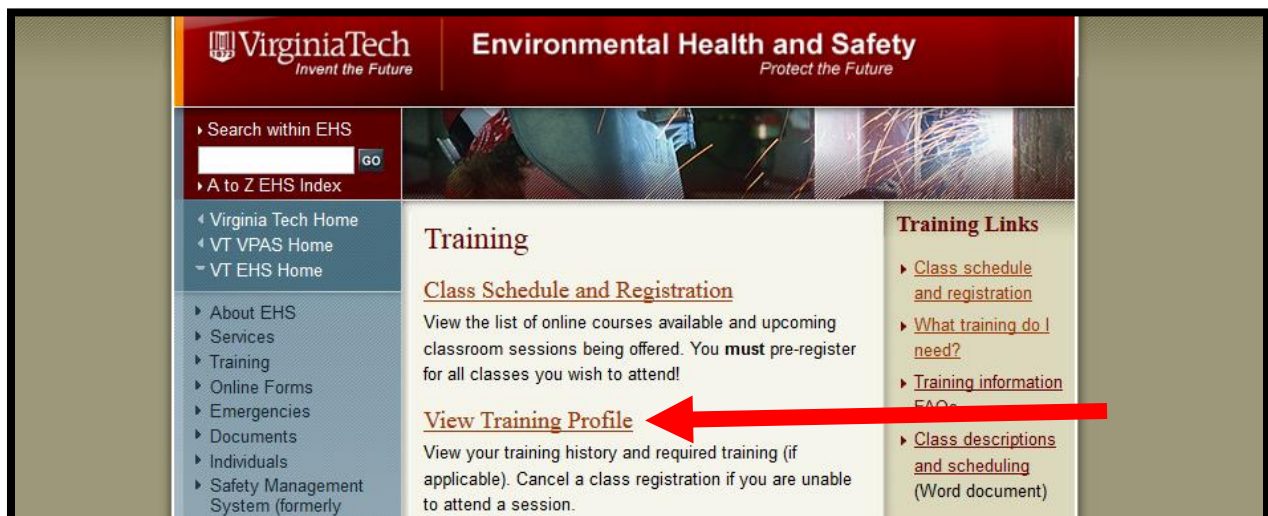 VirginiaTech
Invent the Future
Environmental Health and Safety
Protect the Future
Search within EHS
GO
A to Z EHS Index
Virginia Tech Home
VT VPAS Home
VT EHS Home
About EHS
Services
Training
Online Forms
Emergencies
Documents
Individuals
Safety Management
System (formerly
Training
Class Schedule and Registration
View the list of online courses available and upcoming
classroom sessions being offered. You must pre-register
for all classes you wish to attend!
View Training Profile
View your training history and required training (if
applicable). Cancel a class registration if you are unable
to attend a session.
Training Links
Class schedule
and registration
What training do I
need?
Training information
FAQs
Class descriptions
and scheduling
(Word document)